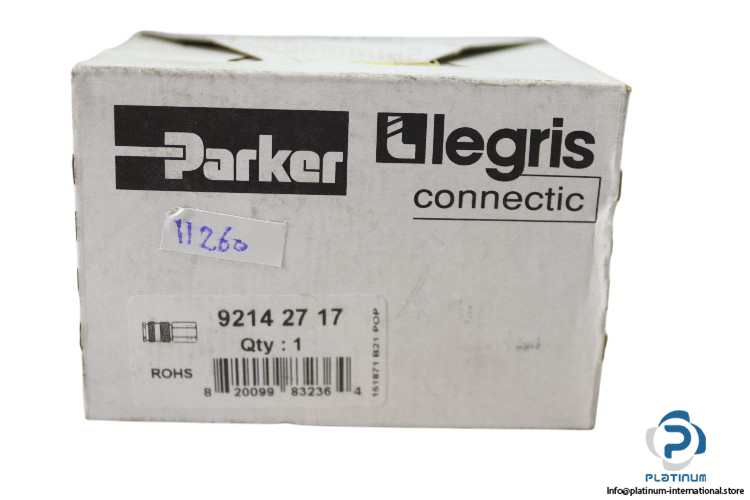 Parker
legris
connectic
11260
9214 27 17
Qty : 1
ROHS
8 20099 83236 4
151871 B21 POP
PLATINUM
Info@platinum-international.store